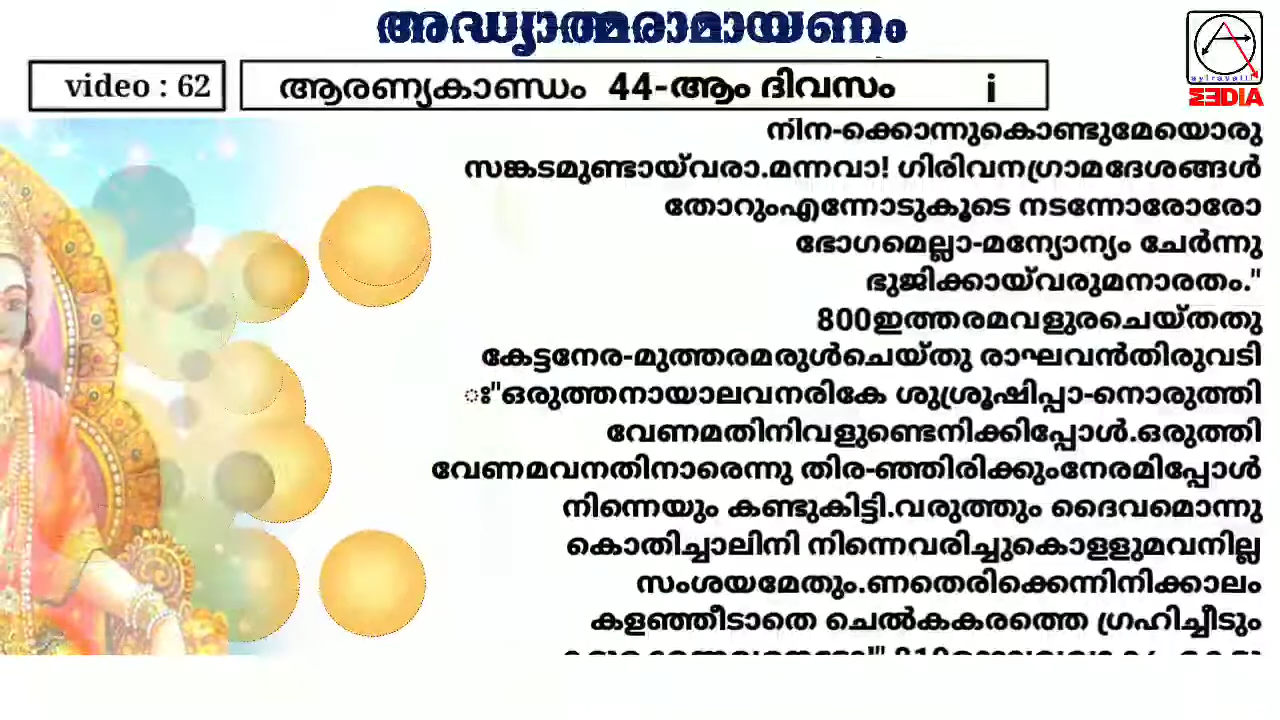 അദ്ധ്യാത്മരാമായണം
video : 62
ആരണ്യകാണ്ഡം 44-ആം ദിവസം i
MEDIA
നിന-ക്കൊന്നുകൊണ്ടുമേയൊരു
സങ്കടമുണ്ടായ്‌വരാ.മന്നവാ! ഗിരിവനഗ്രാമദേശങ്ങൾ
തോറുംഎന്നോടുകൂടെ നടന്നോരോരോ
ഭോഗമെല്ലാ-മന്യോന്യം ചേർന്നു
ഭുജിക്കായ്‌വരുമനാരതം."
800ഇത്തരമവളുരചെയ്തതു
കേട്ടനേര-മുത്തരമരുൾചെയ്തു രാഘവൻതിരുവടി
ഃ"ഒരുത്തനായാലവനരികേ ശുശ്രൂഷിപ്പാ-നൊരുത്തി
വേണമതിനിവളുണ്ടെനിക്കിപ്പോൾ.ഒരുത്തി
വേണമവനതിനാരെന്നു തിര-ഞ്ഞിരിക്കുംനേരമിപ്പോൾ
നിന്നെയും കണ്ടുകിട്ടി.വരുത്തും ദൈവമൊന്നു
കൊതിച്ചാലിനി നിന്നെവരിച്ചുകൊളളുമവനില്ല
സംശയമേതും.ണതെരിക്കെന്നിനിക്കാലം
കളഞ്ഞീടാതെ ചെൽകകരത്തെ ഗ്രഹിച്ചീടും